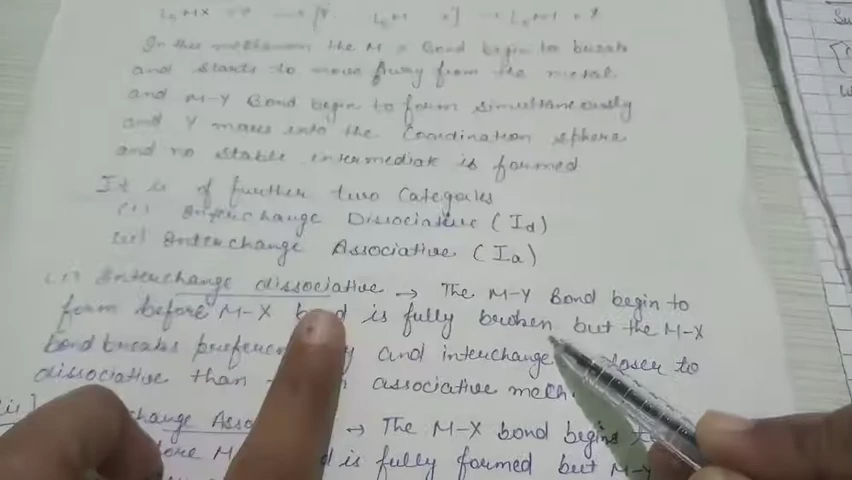 In this mechanism the M-X Bond begin to break
and starts to move away from the metal
and M-Y Bond begin to form simultaneously
and Y moves into the Coordination sphere
and no stable intermediate is formed
It is of further two Categories
(i) Interchange Dissociative (Id)
(ii) Interchange Associative (Ia)
(i) Interchange dissociative → The M-Y Bond begin to
form before M-X bond is fully broken but the M-X
bond breaks and interchange closer to
dissociative than associative mech.
ii) → The M-X bond begins
is fully formed but M-Y